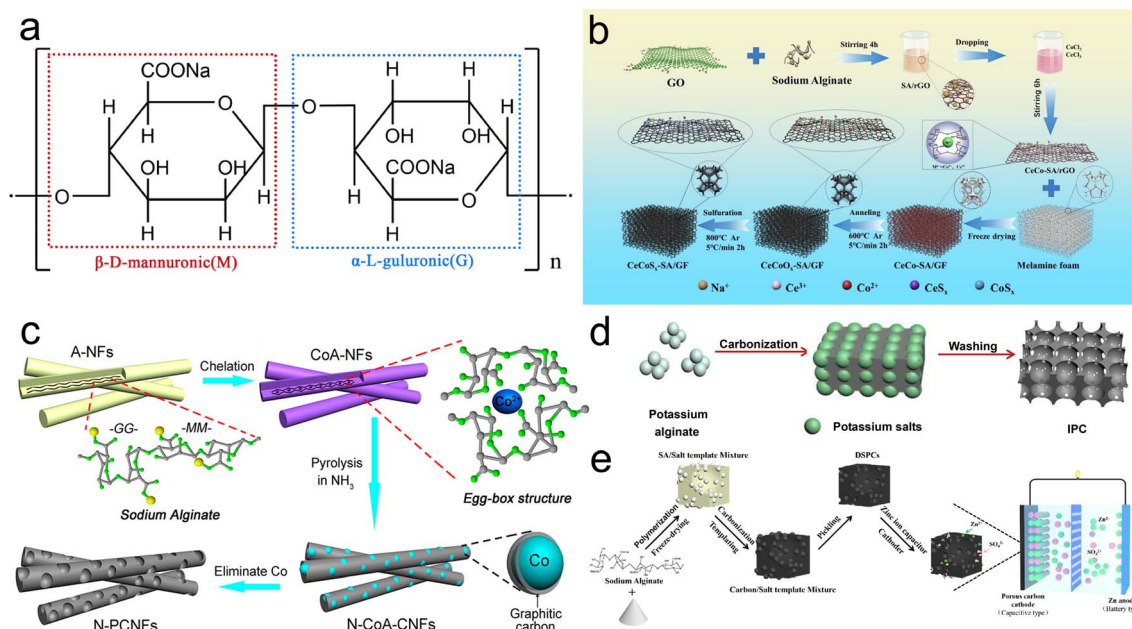 a
COONa
O
H
H
H
OH
OH
H
H
O
O
O
H
H
OH
OH
COONa
H
O
H
n
β-D-mannuronic(M)
α-L-guluronic(G)
b
GO
Sodium Alginate
Stirring 4h
SA/rGO
Dropping
CoCl₂
CeCl₃
Stirring 6h
CeCo-SA/rGO
Melamine foam
Freeze drying
CeCo-SA/GF
Anneling
600℃ Ar
5℃/min 2h
CeCoOₓ-SA/GF
Sulfuration
800℃ Ar
5℃/min 2h
CeCoSₓ-SA/GF
Na⁺
Ce³⁺
Co²⁺
CeSₓ
CoSₓ
c
A-NFs
Chelation
CoA-NFs
-GG-
-MM-
Sodium Alginate
Co²⁺
Egg-box structure
Pyrolysis
in NH₃
Co
Graphitic
carbon
N-CoA-CNFs
Eliminate Co
N-PCNFs
d
Potassium
alginate
Carbonization
Potassium salts
Washing
IPC
e
SA/Salt template Mixture
Polymerization
Freeze-drying
Sodium Alginate
Carbonization
Templating
Carbon/Salt template Mixture
Pickling
DSPCs
Zinc ion capacitor
Cathoder
Zn²⁺
SO₄²⁻
Zn²⁺
SO₄²⁻
Porous carbon
cathode
(Capacitive type)
Zn anod
(Battery ty